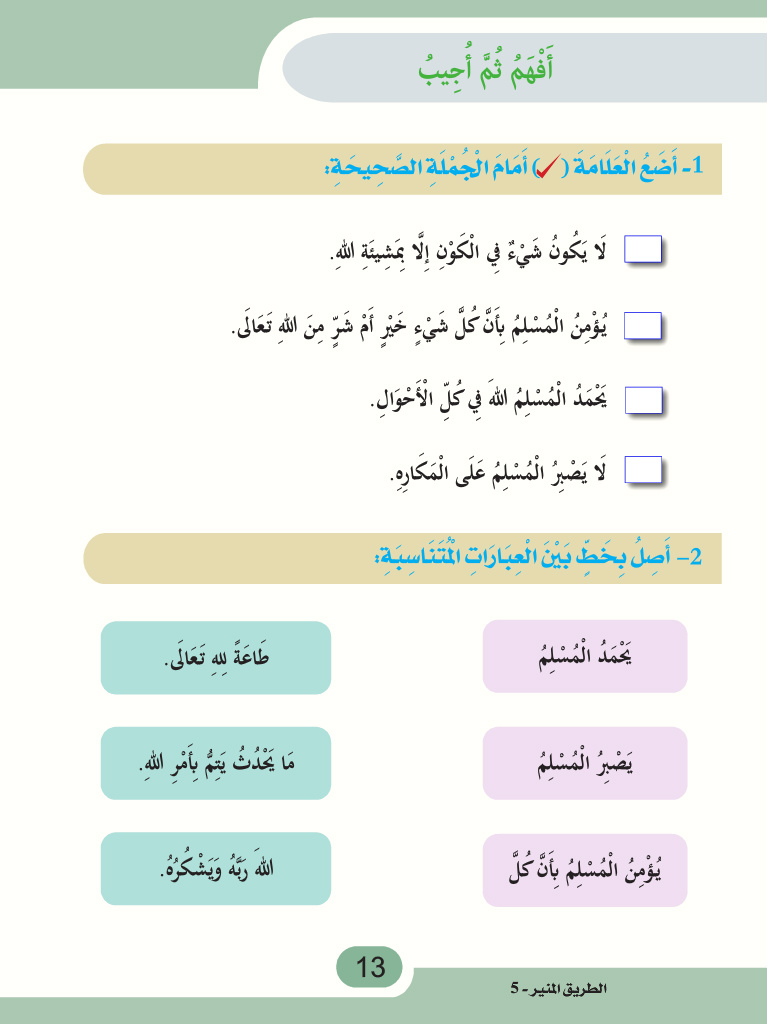 أَفْهَمُ ثُمَّ أُجِيبُ
1- أَضَعُ الْعَلَامَةَ (✓) أَمَامَ الْجُمْلَةِ الصَّحِيحَةِ:
لَا يَكُونُ شَيْءٌ فِي الْكَوْنِ إِلَّا بِمَشِيئَةِ اللهِ.
يُؤْمِنُ الْمُسْلِمُ بِأَنَّ كُلَّ شَيْءٍ خَيْرٍ أَمْ شَرٍّ مِنَ اللهِ تَعَالَى.
يَحْمَدُ الْمُسْلِمُ اللهَ فِي كُلِّ الْأَحْوَالِ.
لَا يَصْبِرُ الْمُسْلِمُ عَلَى الْمَكَارِهِ.
2- أَصِلُ بِخَطٍّ بَيْنَ الْعِبَارَاتِ الْمُتَنَاسِبَةِ:
يَحْمَدُ الْمُسْلِمُ
طَاعَةً لِلهِ تَعَالَى.
يَصْبِرُ الْمُسْلِمُ
مَا يَحْدُثُ يَتِمُّ بِأَمْرِ اللهِ.
يُؤْمِنُ الْمُسْلِمُ بِأَنَّ كُلَّ
اللهَ رَبَّهُ وَيَشْكُرُهُ.
13
الطريق المنير - 5